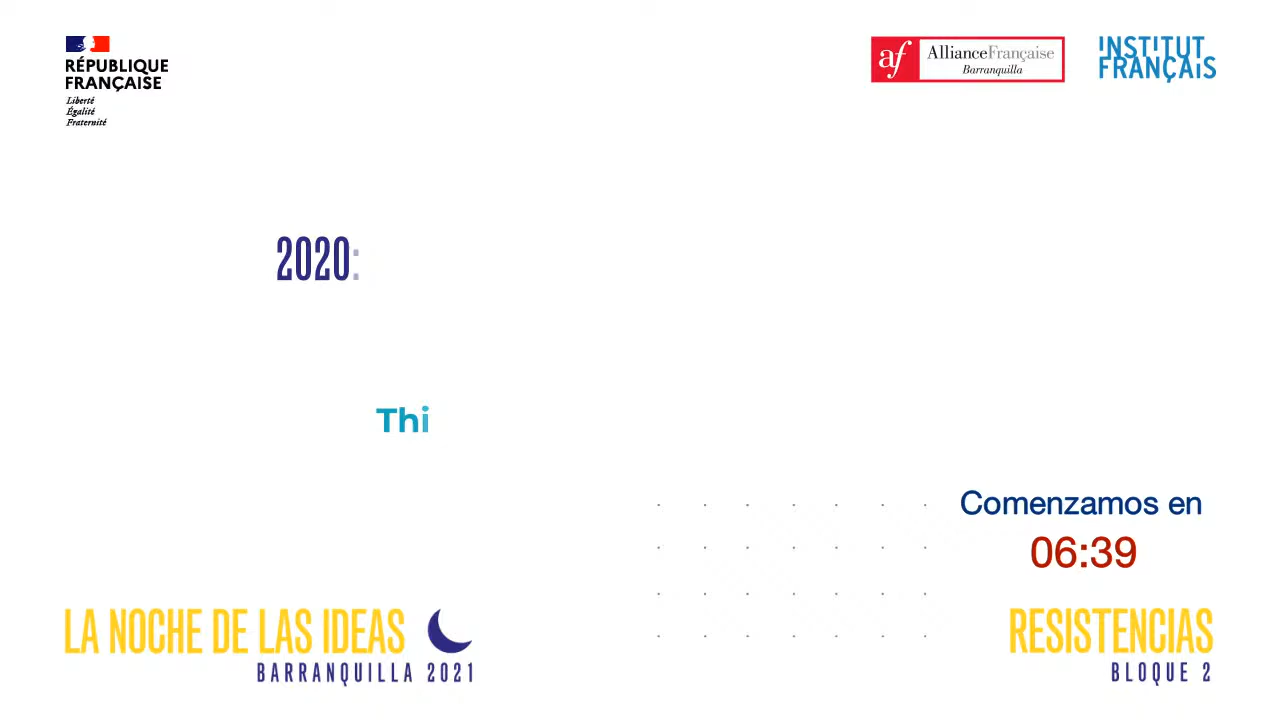 RÉPUBLIQUE
FRANÇAISE
Liberté
Égalité
Fraternité
af
AllianceFrançaise
Barranquilla
INSTITUT
FRANÇAIS
2020:
Thi
Comenzamos en
06:39
LA NOCHE DE LAS IDEAS
BARRANQUILLA 2021
RESISTENCIAS
BLOQUE 2